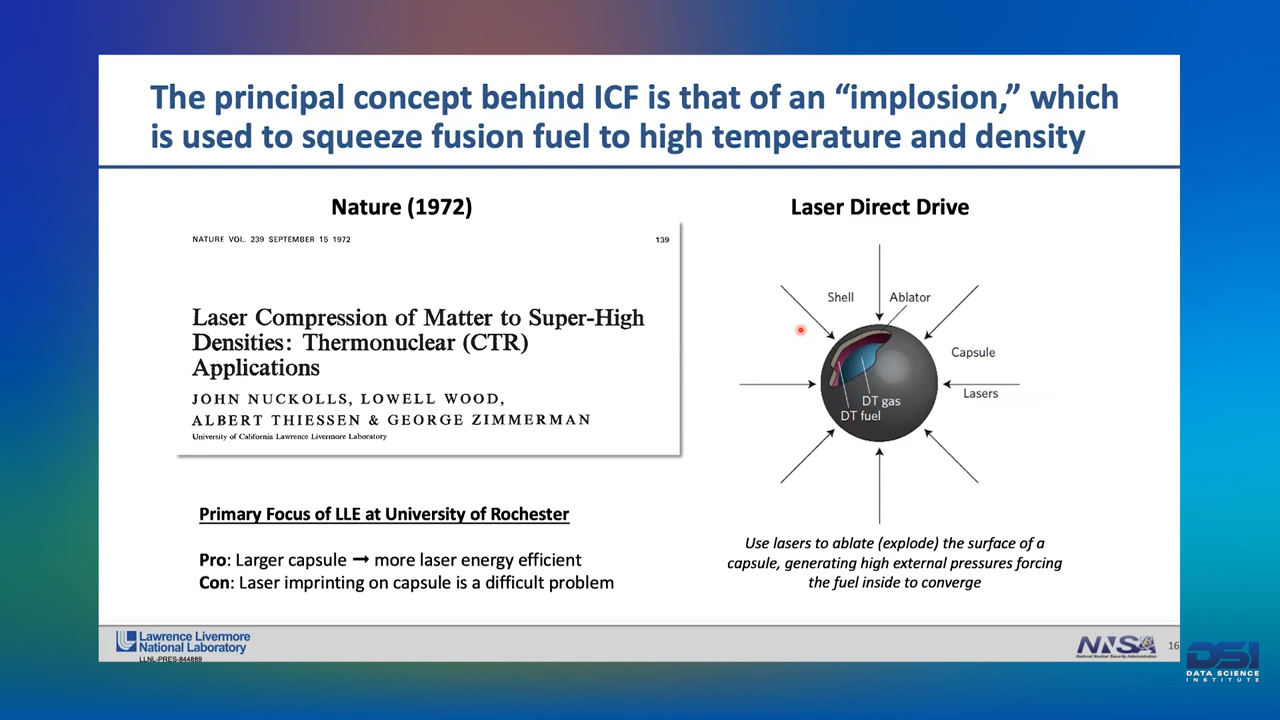 The principal concept behind ICF is that of an “implosion,” which
is used to squeeze fusion fuel to high temperature and density
Nature (1972)
NATURE VOL. 239 SEPTEMBER 15 1972
139
Laser Compression of Matter to Super-High
Densities: Thermonuclear (CTR)
Applications
JOHN NUCKOLLS, LOWELL WOOD,
ALBERT THIESSEN & GEORGE ZIMMERMAN
University of California Lawrence Livermore Laboratory
Primary Focus of LLE at University of Rochester
Pro: Larger capsule → more laser energy efficient
Con: Laser imprinting on capsule is a difficult problem
Laser Direct Drive
Shell
Ablator
Capsule
Lasers
DT gas
DT fuel
Use lasers to ablate (explode) the surface of a
capsule, generating high external pressures forcing
the fuel inside to converge
Lawrence Livermore
National Laboratory
LLNL-PRES-844889
NNSA
National Nuclear Security Administration
16
DSI
DATA SCIENCE
INSTITUTE